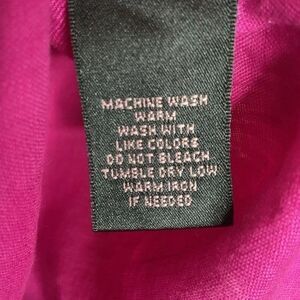 MACHINE WASH
WARM
WASH WITH
LIKE COLORS
DO NOT BLEACH
TUMBLE DRY LOW
WARM IRON
IF NEEDED